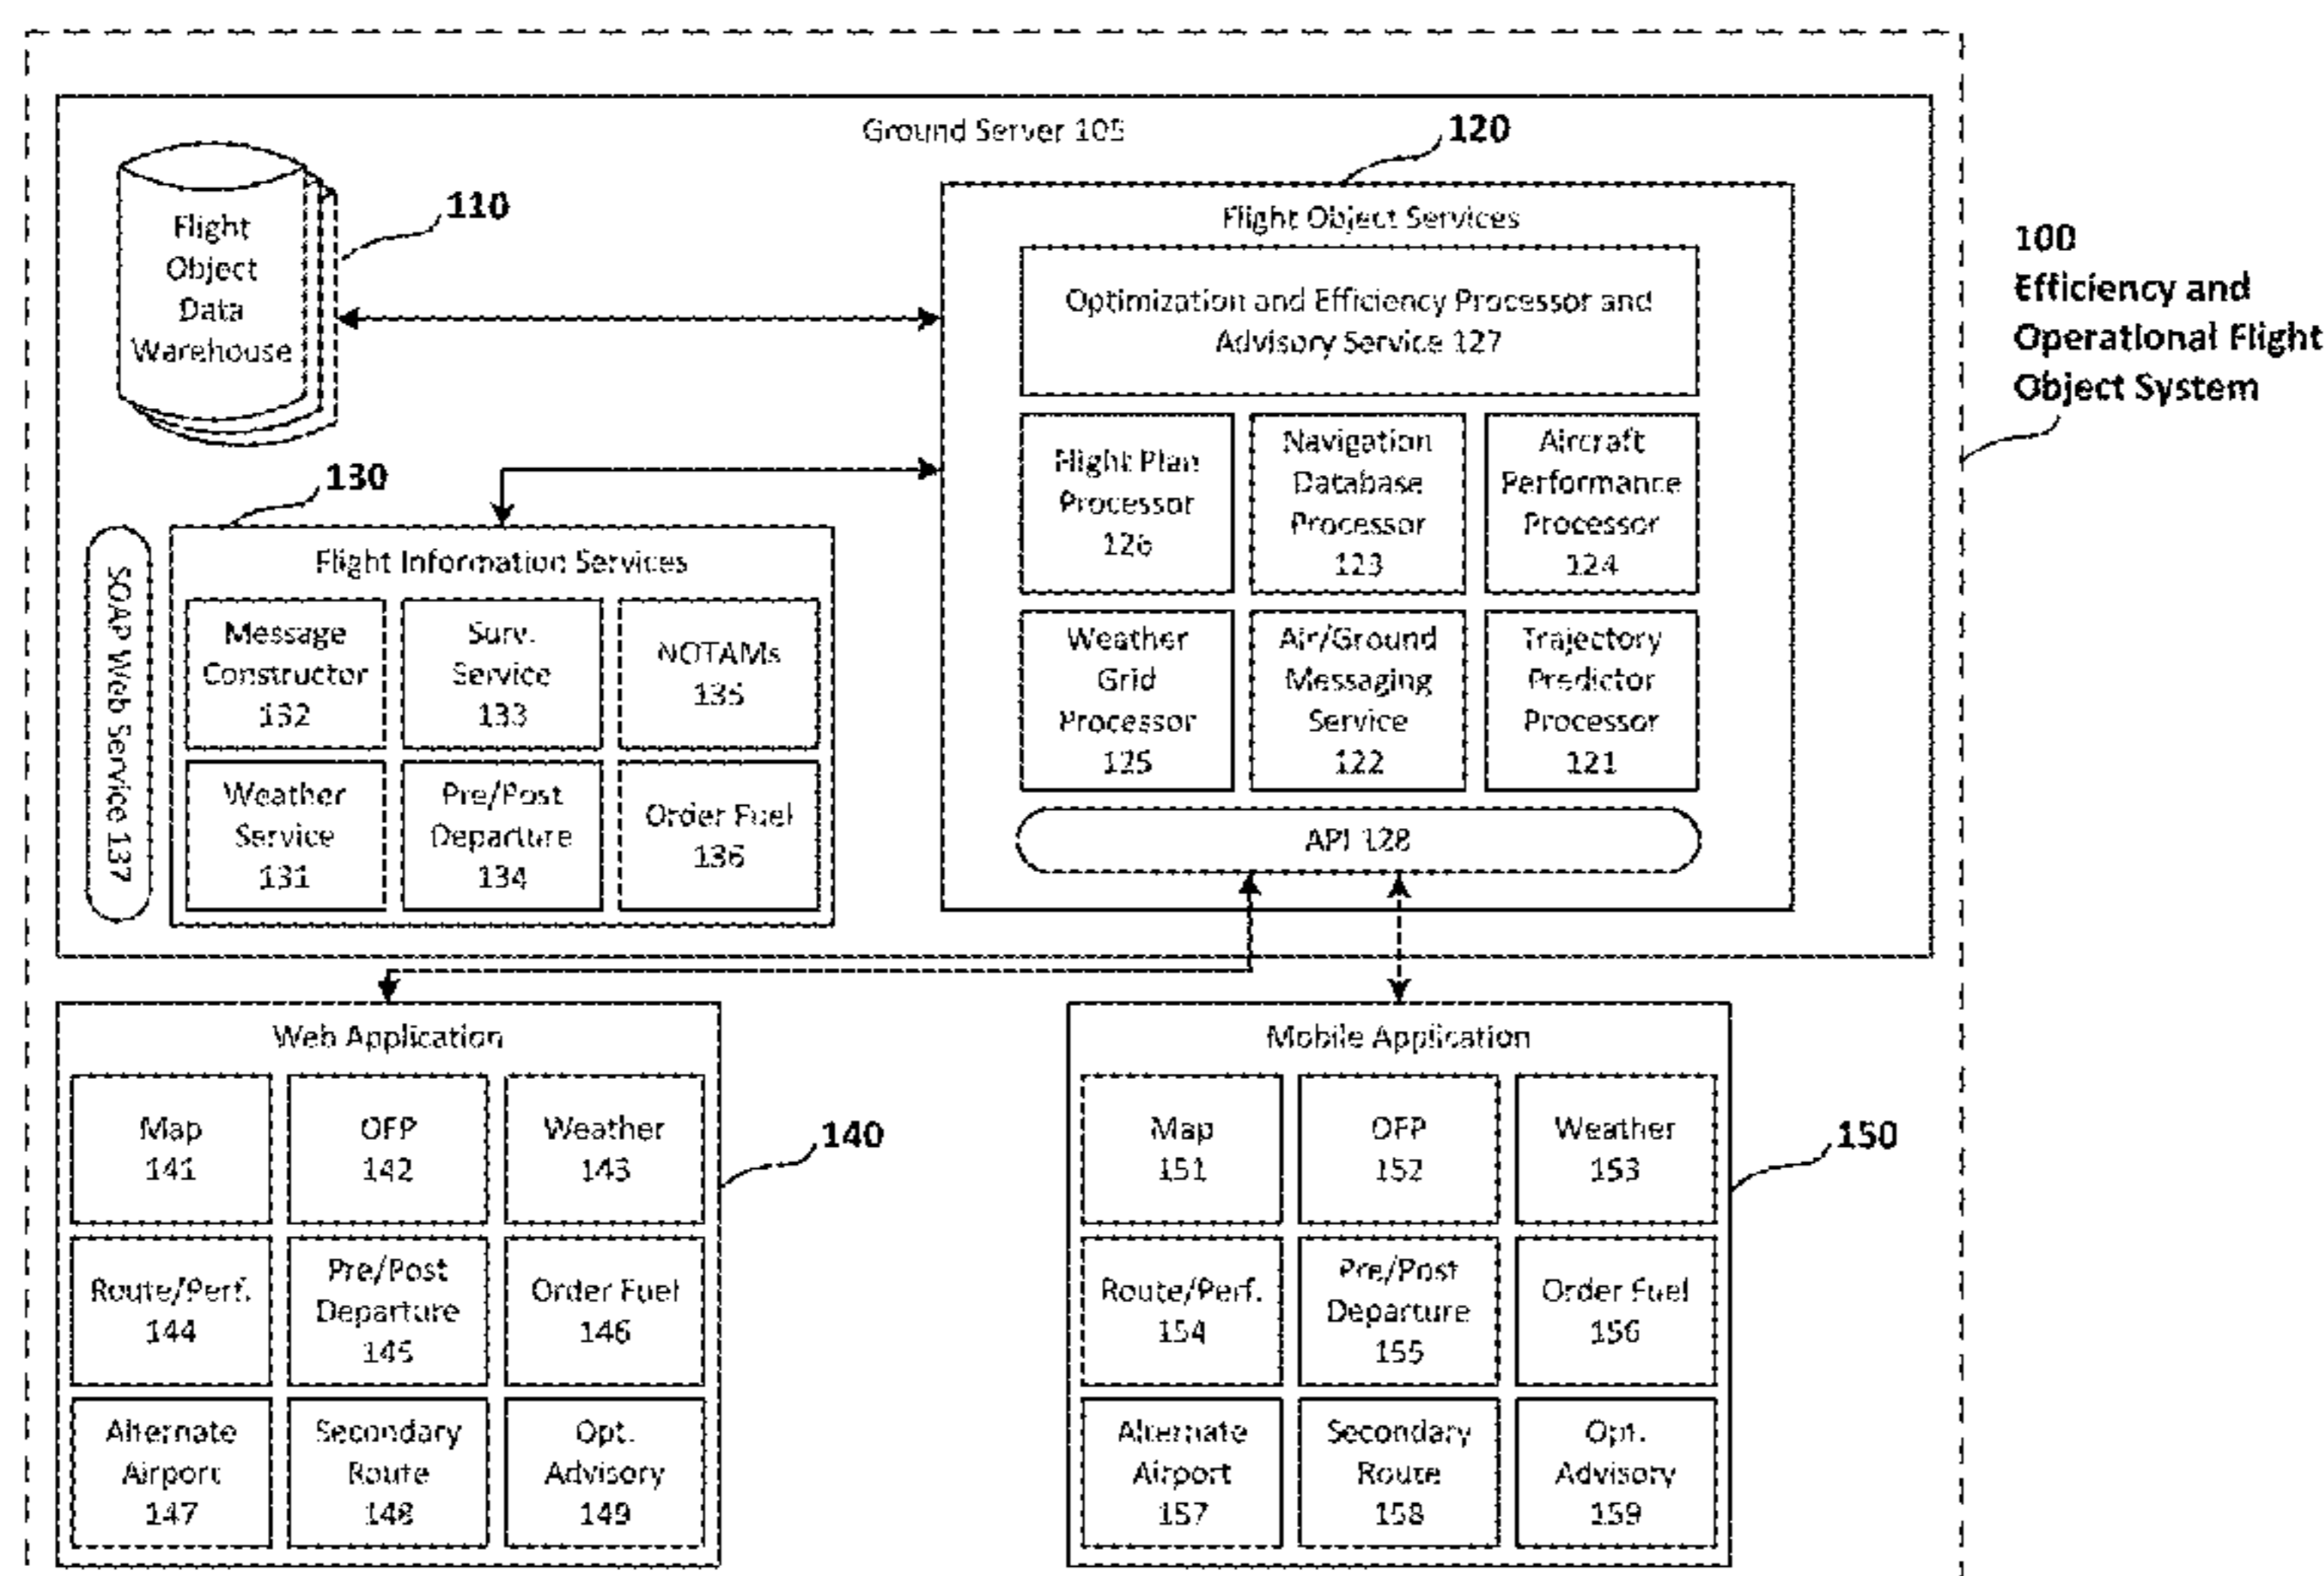 Ground Server 105
120
110
Flight
Object
Data
Warehouse
Flight Object Services
Optimization and Efficiency Processor and
Advisory Service 127
100
Efficiency and
Operational Flight
Object System
Flight Plan
Processor
126
Navigation
Database
Processor
123
Aircraft
Performance
Processor
124
Weather
Grid
Processor
125
Air/Ground
Messaging
Service
122
Trajectory
Predictor
Processor
121
API 128
130
SOAP Web Service 137
Flight Information Services
Message
Constructor
132
Surv.
Service
133
NOTAMs
135
Weather
Service
131
Pre/Post
Departure
134
Order Fuel
136
Web Application
140
Map
141
OFP
142
Weather
143
Route/Perf.
144
Pre/Post
Departure
145
Order Fuel
146
Alternate
Airport
147
Secondary
Route
148
Opt.
Advisory
149
Mobile Application
150
Map
151
OFP
152
Weather
153
Route/Perf.
154
Pre/Post
Departure
155
Order Fuel
156
Alternate
Airport
157
Secondary
Route
158
Opt.
Advisory
159